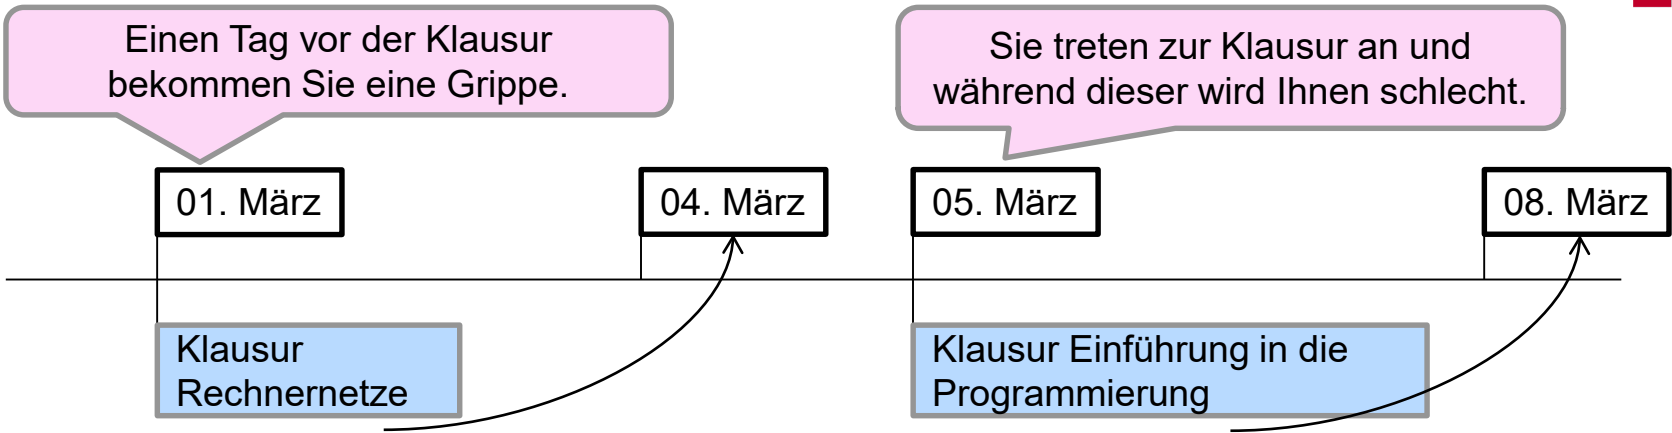 Einen Tag vor der Klausur
bekommen Sie eine Grippe.
Sie treten zur Klausur an und
während dieser wird Ihnen schlecht.
01. März
04. März
05. März
08. März
Klausur
Rechnernetze
Klausur Einführung in die
Programmierung